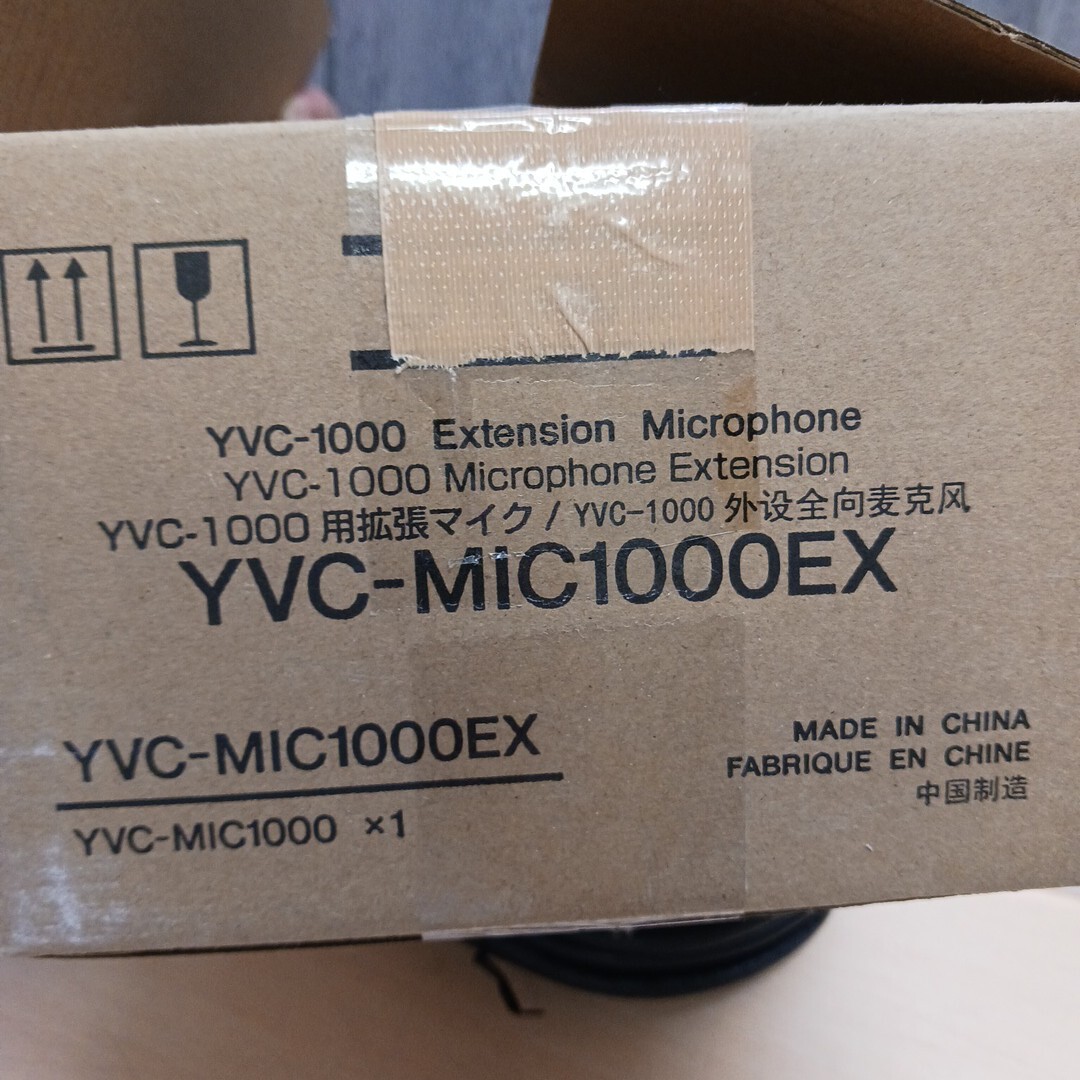 YVC-1000 Extension Microphone
YVC-1000 Microphone Extension
YVC-1000 用拡張マイク / YVC-1000 外设全向麦克风
YVC-MIC1000EX
YVC-MIC1000EX
YVC-MIC1000 ×1
MADE IN CHINA
FABRIQUE EN CHINE
中国制造